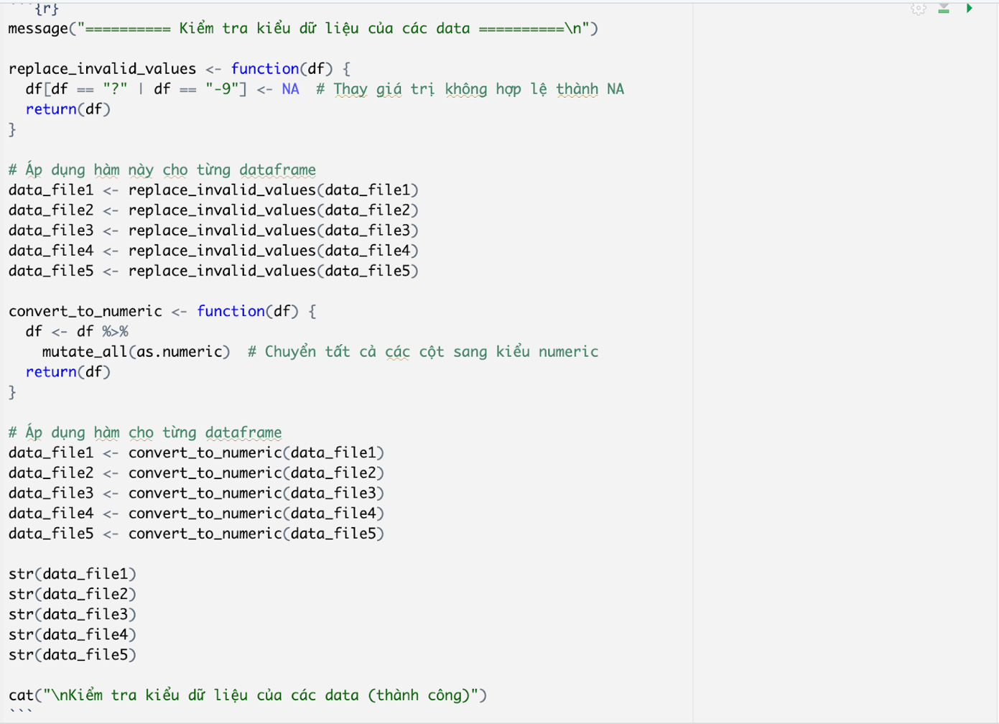 ```{r}
message("========== Kiểm tra kiểu dữ liệu của các data ==========\n")

replace_invalid_values <- function(df) {
  df[df == "?" | df == "-9"] <- NA  # Thay giá trị không hợp lệ thành NA
  return(df)
}

# Áp dụng hàm này cho từng dataframe
data_file1 <- replace_invalid_values(data_file1)
data_file2 <- replace_invalid_values(data_file2)
data_file3 <- replace_invalid_values(data_file3)
data_file4 <- replace_invalid_values(data_file4)
data_file5 <- replace_invalid_values(data_file5)

convert_to_numeric <- function(df) {
  df <- df %>%
    mutate_all(as.numeric)  # Chuyển tất cả các cột sang kiểu numeric
  return(df)
}

# Áp dụng hàm cho từng dataframe
data_file1 <- convert_to_numeric(data_file1)
data_file2 <- convert_to_numeric(data_file2)
data_file3 <- convert_to_numeric(data_file3)
data_file4 <- convert_to_numeric(data_file4)
data_file5 <- convert_to_numeric(data_file5)

str(data_file1)
str(data_file2)
str(data_file3)
str(data_file4)
str(data_file5)

cat("\nKiểm tra kiểu dữ liệu của các data (thành công)")
```